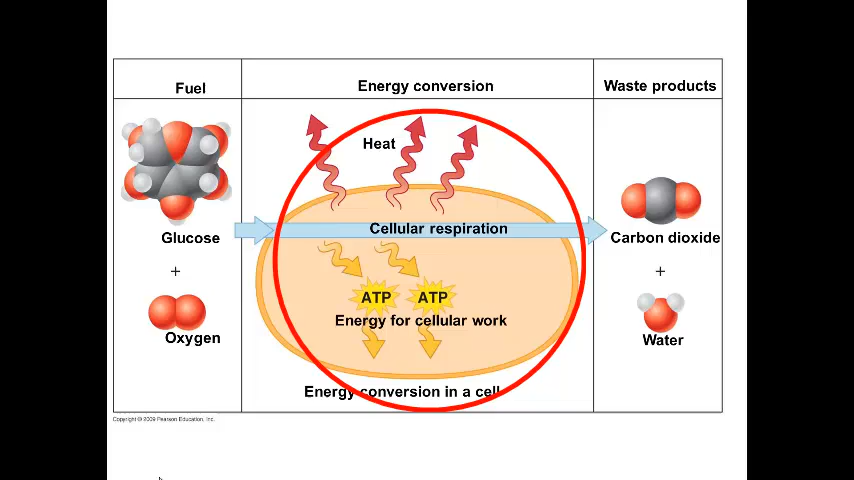 Fuel
Energy conversion
Waste products
Heat
Glucose
Cellular respiration
Carbon dioxide
+
+
ATP ATP
Energy for cellular work
Oxygen
Water
Energy conversion in a cell
Copyright © 2009 Pearson Education, Inc.